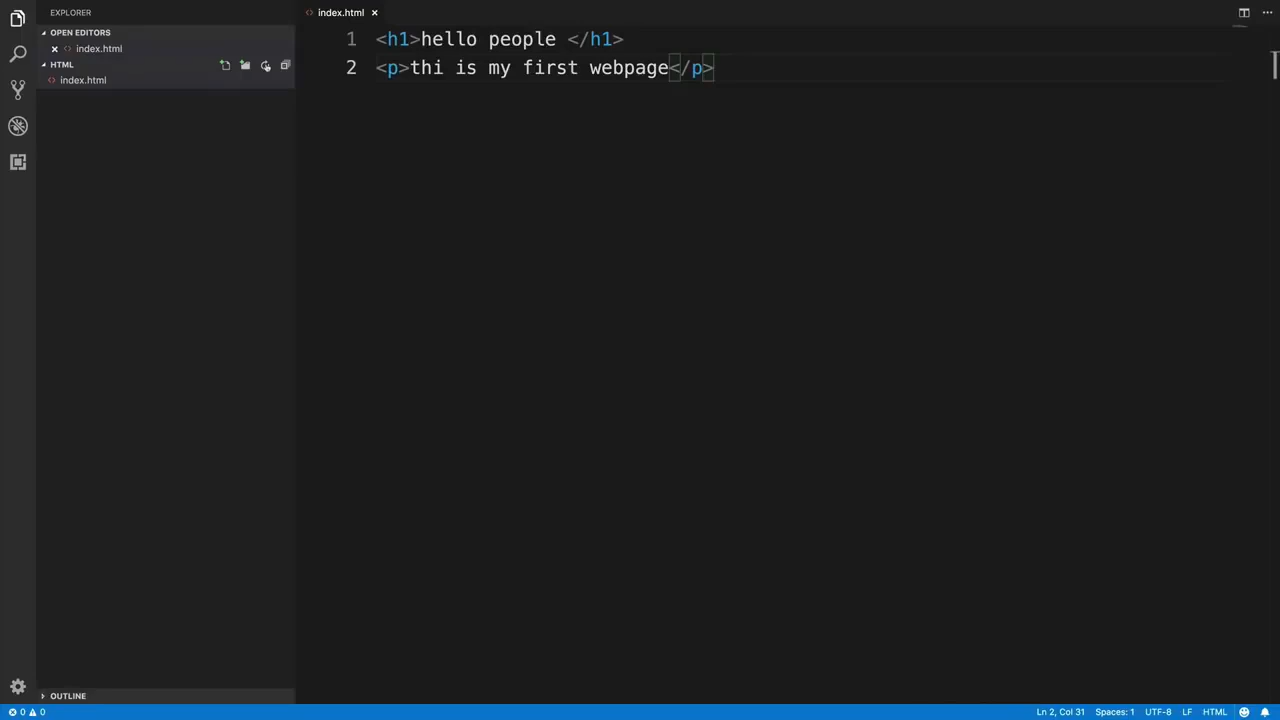 EXPLORER
OPEN EDITORS
index.html
HTML
index.html
OUTLINE
index.html
1 <h1>hello people </h1>
2 <p>thi is my first webpage</p>
0 0
Ln 2, Col 31 Spaces: 1 UTF-8 LF HTML